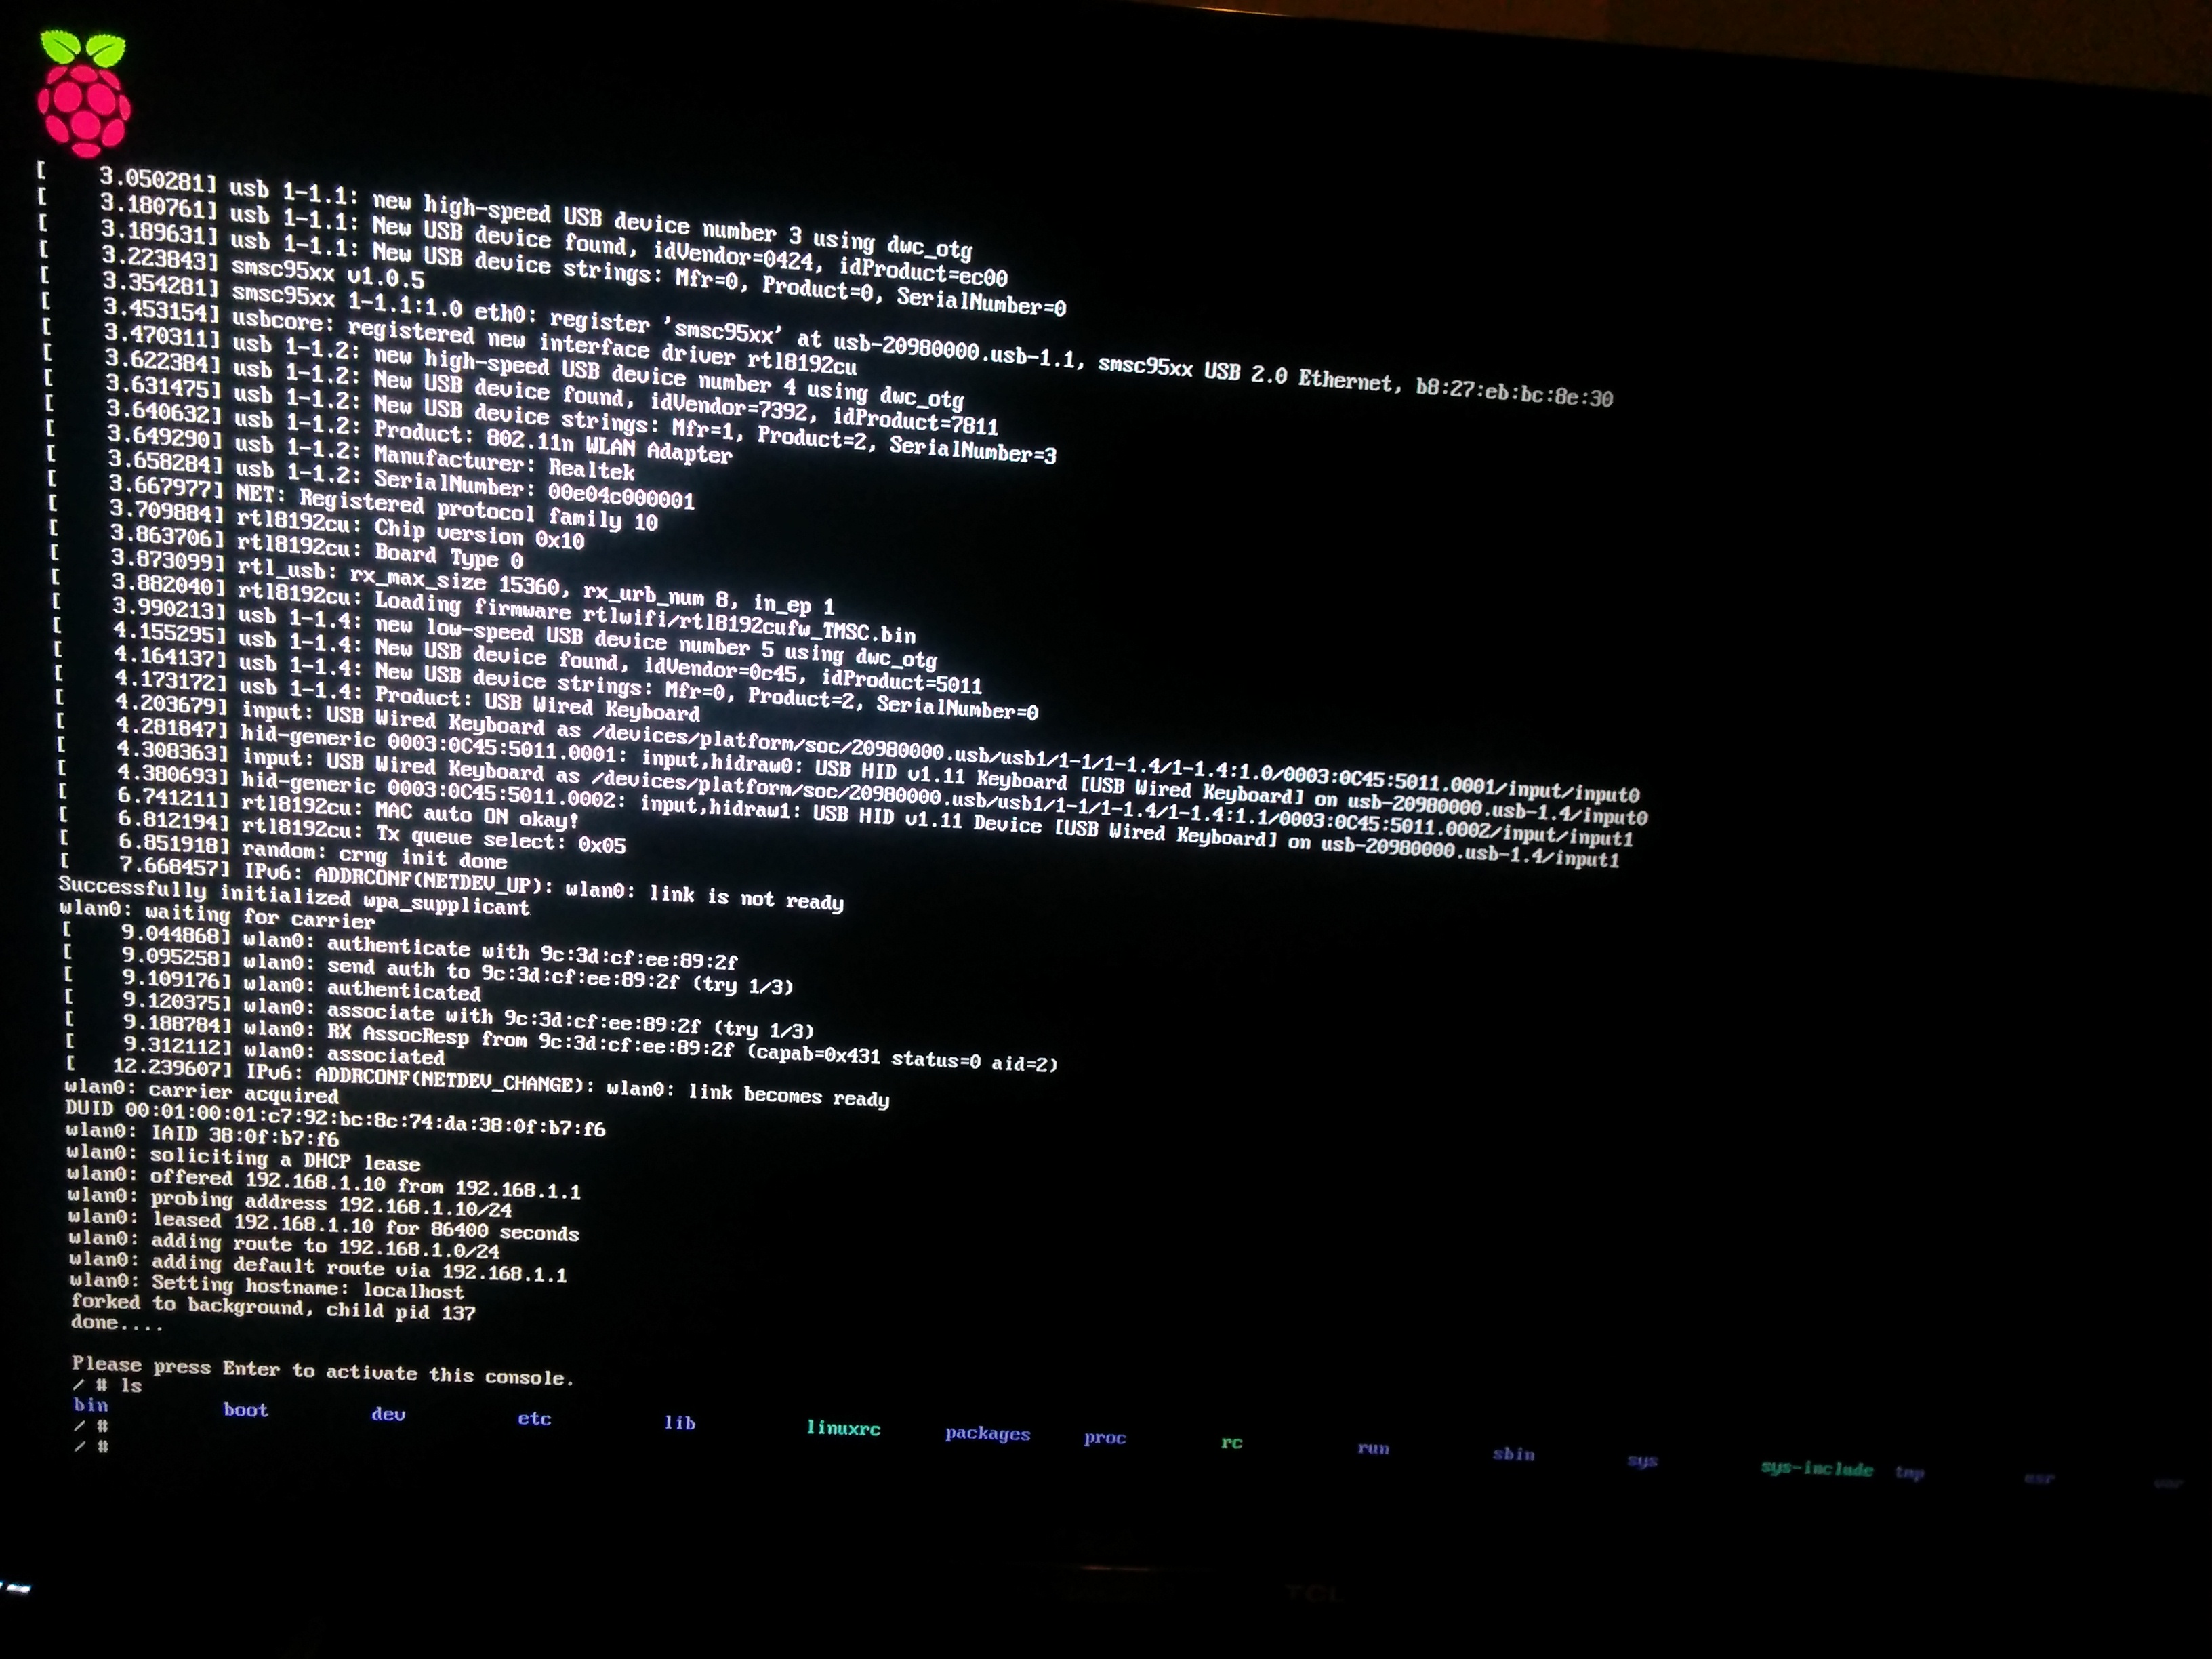 [    3.050281] usb 1-1.1: new high-speed USB device number 3 using dwc_otg
[    3.180761] usb 1-1.1: New USB device found, idVendor=0424, idProduct=ec00
[    3.189631] usb 1-1.1: New USB device strings: Mfr=0, Product=0, SerialNumber=0
[    3.223843] smsc95xx v1.0.5
[    3.354281] smsc95xx 1-1.1:1.0 eth0: register 'smsc95xx' at usb-20980000.usb-1.1, smsc95xx USB 2.0 Ethernet, b8:27:eb:bc:8e:30
[    3.453154] usbcore: registered new interface driver rtl8192cu
[    3.470311] usb 1-1.2: new high-speed USB device number 4 using dwc_otg
[    3.622384] usb 1-1.2: New USB device found, idVendor=7392, idProduct=7811
[    3.631475] usb 1-1.2: New USB device strings: Mfr=1, Product=2, SerialNumber=3
[    3.640632] usb 1-1.2: Product: 802.11n WLAN Adapter
[    3.649290] usb 1-1.2: Manufacturer: Realtek
[    3.658284] usb 1-1.2: SerialNumber: 00e04c000001
[    3.667977] NET: Registered protocol family 10
[    3.709884] rtl8192cu: Chip version 0x10
[    3.863706] rtl8192cu: Board Type 0
[    3.873099] rtl_usb: rx_max_size 15360, rx_urb_num 8, in_ep 1
[    3.882040] rtl8192cu: Loading firmware rtlwifi/rtl8192cufw_TMSC.bin
[    3.990213] usb 1-1.4: new low-speed USB device number 5 using dwc_otg
[    4.155295] usb 1-1.4: New USB device found, idVendor=0c45, idProduct=5011
[    4.164137] usb 1-1.4: New USB device strings: Mfr=0, Product=2, SerialNumber=0
[    4.173172] usb 1-1.4: Product: USB Wired Keyboard
[    4.203679] input: USB Wired Keyboard as /devices/platform/soc/20980000.usb/usb1/1-1/1-1.4/1-1.4:1.0/0003:0C45:5011.0001/input/input0
[    4.281847] hid-generic 0003:0C45:5011.0001: input,hidraw0: USB HID v1.11 Keyboard [USB Wired Keyboard] on usb-20980000.usb-1.4/input0
[    4.308363] input: USB Wired Keyboard as /devices/platform/soc/20980000.usb/usb1/1-1/1-1.4/1-1.4:1.1/0003:0C45:5011.0002/input/input1
[    4.380693] hid-generic 0003:0C45:5011.0002: input,hidraw1: USB HID v1.11 Device [USB Wired Keyboard] on usb-20980000.usb-1.4/input1
[    6.741211] rtl8192cu: MAC auto ON okay!
[    6.812194] rtl8192cu: Tx queue select: 0x05
[    6.851918] random: crng init done
[    7.668457] IPv6: ADDRCONF(NETDEV_UP): wlan0: link is not ready
Successfully initialized wpa_supplicant
wlan0: waiting for carrier
[    9.044868] wlan0: authenticate with 9c:3d:cf:ee:89:2f
[    9.095258] wlan0: send auth to 9c:3d:cf:ee:89:2f (try 1/3)
[    9.109176] wlan0: authenticated
[    9.120375] wlan0: associate with 9c:3d:cf:ee:89:2f (try 1/3)
[    9.188784] wlan0: RX AssocResp from 9c:3d:cf:ee:89:2f (capab=0x431 status=0 aid=2)
[    9.312112] wlan0: associated
[   12.239607] IPv6: ADDRCONF(NETDEV_CHANGE): wlan0: link becomes ready
wlan0: carrier acquired
DUID 00:01:00:01:c7:92:bc:8c:74:da:38:0f:b7:f6
wlan0: IAID 38:0f:b7:f6
wlan0: soliciting a DHCP lease
wlan0: offered 192.168.1.10 from 192.168.1.1
wlan0: probing address 192.168.1.10/24
wlan0: leased 192.168.1.10 for 86400 seconds
wlan0: adding route to 192.168.1.0/24
wlan0: adding default route via 192.168.1.1
wlan0: Setting hostname: localhost
forked to background, child pid 137
done....
Please press Enter to activate this console.
/ # ls
bin boot dev etc lib linuxrc packages proc rc run sbin sys sys-include tmp
/ #
/ #
TCL